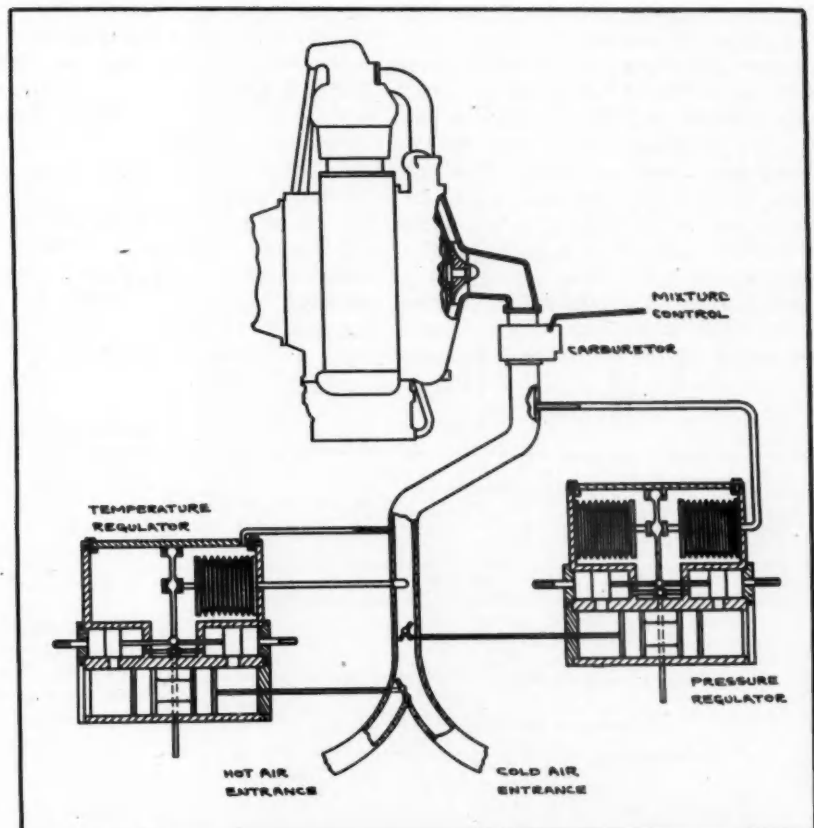 MIXTURE
CONTROL
CARBURETOR
TEMPERATURE
REGULATOR
PRESSURE
REGULATOR
HOT AIR
ENTRANCE
COLD AIR
ENTRANCE